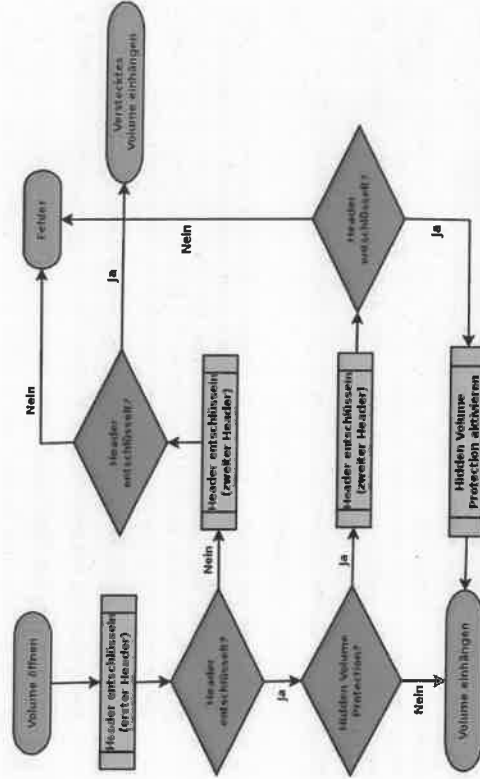 Volume öffnen
Header entschlüsseln
(erster Header)
Header
entschlüsselt?
Nein
Header entschlüsseln
(zweiter Header)
Header
entschlüsselt?
Nein
Fehler
Ja
Verstecktes
Volume einhängen
Ja
Hidden Volume
Protection?
Ja
Header entschlüsseln
(zweiter Header)
Header
entschlüsselt?
Nein
Ja
Hidden Volume
Protection aktivieren
Nein
Volume einhängen